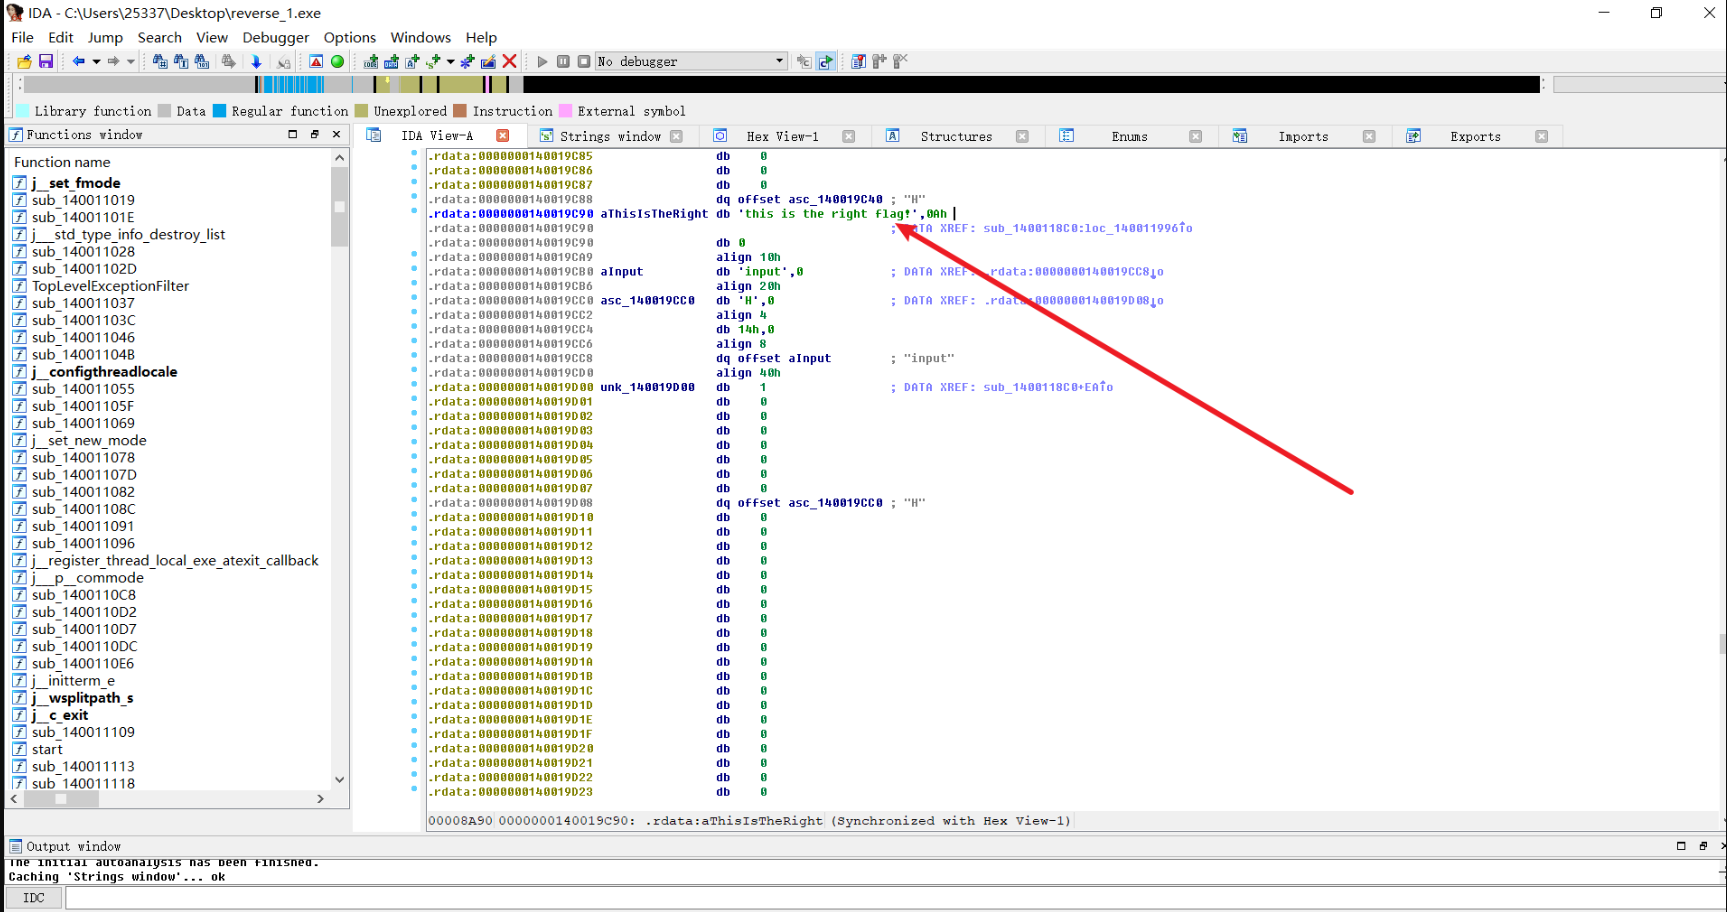 IDA - C:\Users\25337\Desktop\reverse_1.exe
File Edit Jump Search View Debugger Options Windows Help
No debugger
Library function Data Regular function Unexplored Instruction External symbol
Functions window
IDA View-A Strings window Hex View-1 Structures Enums Imports Exports
Function name
j__set_fmode
sub_140011019
sub_14001101E
j___std_type_info_destroy_list
sub_140011028
sub_14001102D
TopLevelExceptionFilter
sub_140011037
sub_14001103C
sub_140011046
sub_14001104B
j__configthreadlocale
sub_140011055
sub_14001105F
sub_140011069
j__set_new_mode
sub_140011078
sub_14001107D
sub_140011082
sub_14001108C
sub_140011091
sub_140011096
j__register_thread_local_exe_atexit_callback
j___p__commode
sub_1400110C8
sub_1400110D2
sub_1400110D7
sub_1400110DC
sub_1400110E6
j__initterm_e
j__wsplitpath_s
j__c_exit
sub_140011109
start
sub_140011113
sub_140011118
.rdata:0000000140019C85 db 0
.rdata:0000000140019C86 db 0
.rdata:0000000140019C87 db 0
.rdata:0000000140019C88 dq offset asc_140019C40 ; "H"
.rdata:0000000140019C90 aThisIsTheRight db 'this is the right flag!',0Ah
.rdata:0000000140019C90 ; DATA XREF: sub_1400118C0:loc_140011996↑o
.rdata:0000000140019C90 db 0
.rdata:0000000140019CA9 align 10h
.rdata:0000000140019CB0 aInput db 'input',0 ; DATA XREF: .rdata:0000000140019CC8↓o
.rdata:0000000140019CB6 align 20h
.rdata:0000000140019CC0 asc_140019CC0 db 'H',0 ; DATA XREF: .rdata:0000000140019D08↓o
.rdata:0000000140019CC2 align 4
.rdata:0000000140019CC4 db 14h,0
.rdata:0000000140019CC6 align 8
.rdata:0000000140019CC8 dq offset aInput ; "input"
.rdata:0000000140019CD0 align 40h
.rdata:0000000140019D00 unk_140019D00 db 1 ; DATA XREF: sub_1400118C0+EA↑o
.rdata:0000000140019D01 db 0
.rdata:0000000140019D02 db 0
.rdata:0000000140019D03 db 0
.rdata:0000000140019D04 db 0
.rdata:0000000140019D05 db 0
.rdata:0000000140019D06 db 0
.rdata:0000000140019D07 db 0
.rdata:0000000140019D08 dq offset asc_140019CC0 ; "H"
.rdata:0000000140019D10 db 0
.rdata:0000000140019D11 db 0
.rdata:0000000140019D12 db 0
.rdata:0000000140019D13 db 0
.rdata:0000000140019D14 db 0
.rdata:0000000140019D15 db 0
.rdata:0000000140019D16 db 0
.rdata:0000000140019D17 db 0
.rdata:0000000140019D18 db 0
.rdata:0000000140019D19 db 0
.rdata:0000000140019D1A db 0
.rdata:0000000140019D1B db 0
.rdata:0000000140019D1C db 0
.rdata:0000000140019D1D db 0
.rdata:0000000140019D1E db 0
.rdata:0000000140019D1F db 0
.rdata:0000000140019D20 db 0
.rdata:0000000140019D21 db 0
.rdata:0000000140019D22 db 0
.rdata:0000000140019D23 db 0
00008A90 0000000140019C90: .rdata:aThisIsTheRight (Synchronized with Hex View-1)
Output window
The initial autoanalysis has been finished.
Caching 'Strings window'... ok
IDC